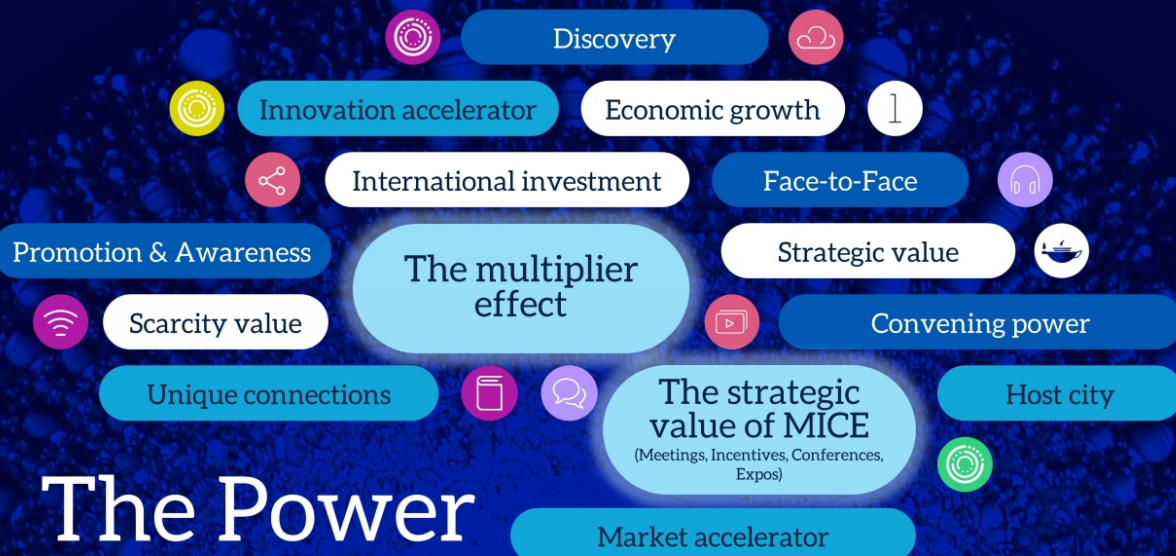 Discovery
Innovation accelerator
Economic growth
International investment
Face-to-Face
Promotion & Awareness
The multiplier
effect
Strategic value
Scarcity value
Convening power
Unique connections
The strategic
value of MICE
(Meetings, Incentives, Conferences,
Expos)
Host city
The Power
Market accelerator